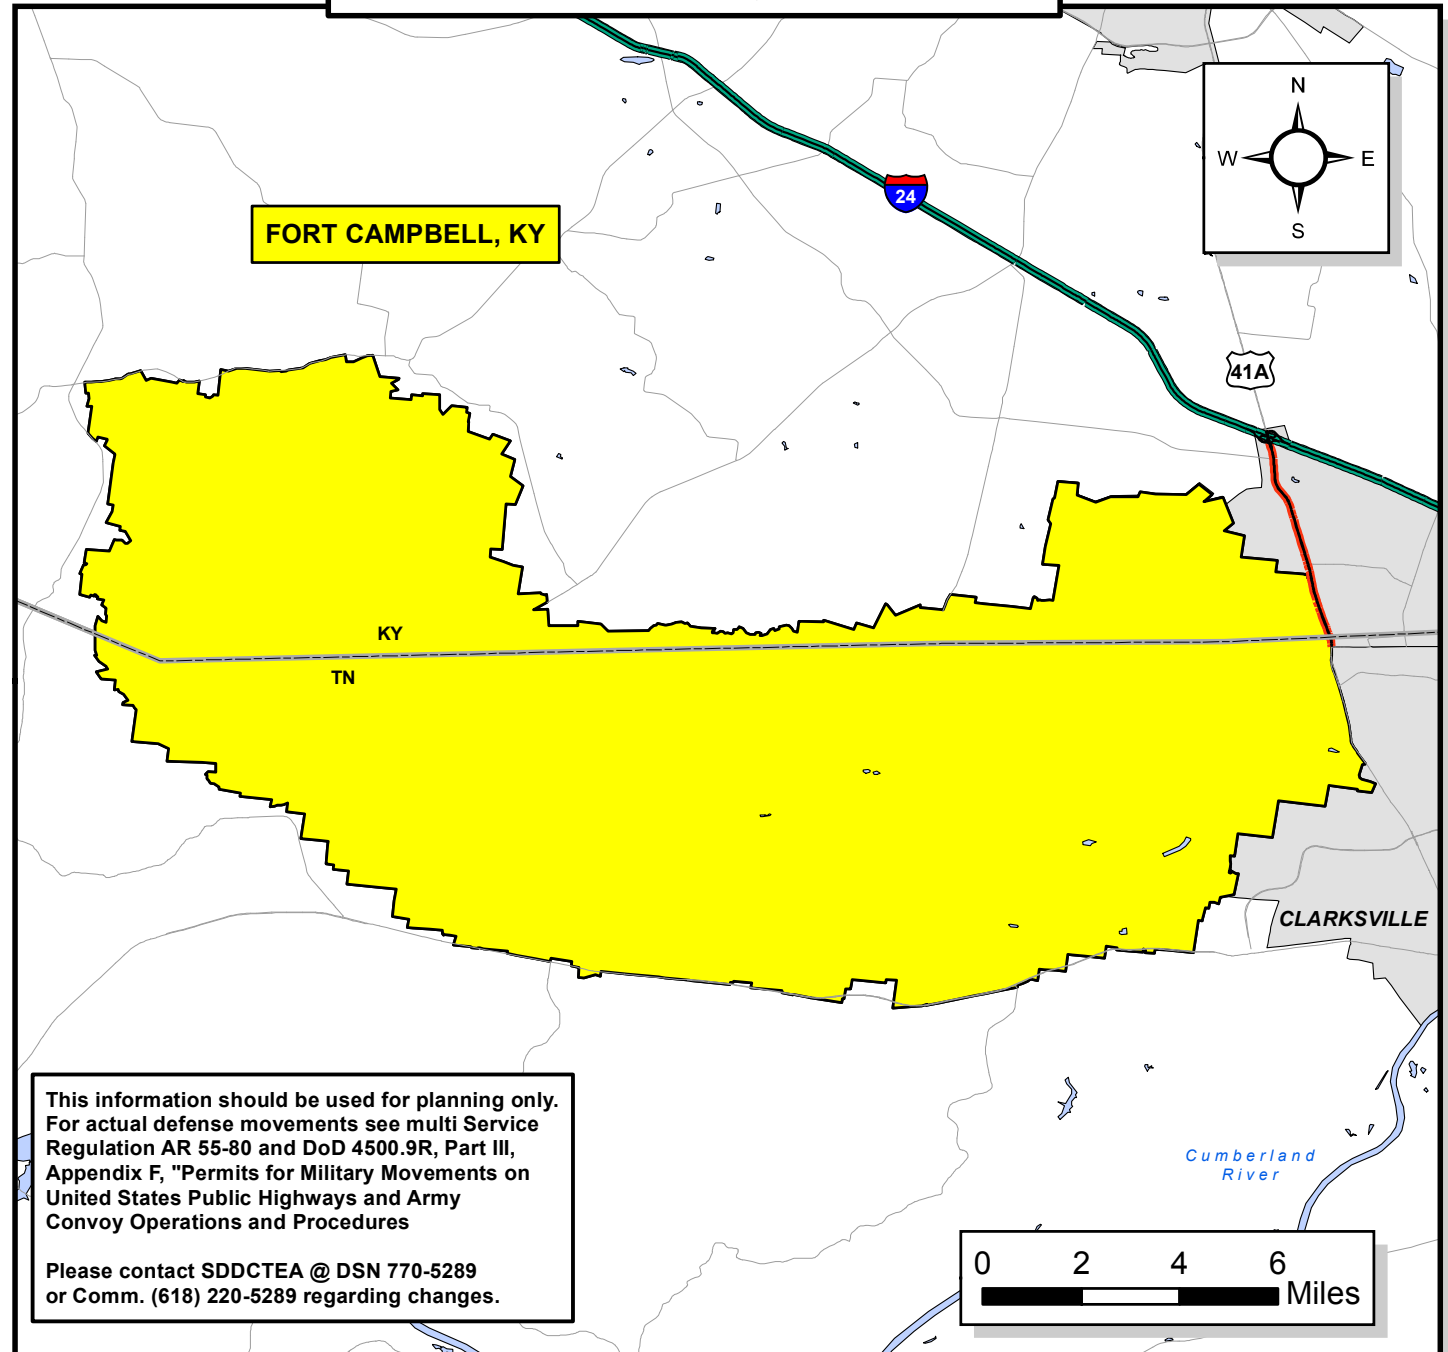 N
W E
S
24
FORT CAMPBELL, KY
41A
KY
TN
CLARKSVILLE
This information should be used for planning only.
For actual defense movements see multi Service
Regulation AR 55-80 and DoD 4500.9R, Part III,
Appendix F, "Permits for Military Movements on
United States Public Highways and Army
Convoy Operations and Procedures
Please contact SDDCTEA @ DSN 770-5289
or Comm. (618) 220-5289 regarding changes.
Cumberland
River
0 2 4 6
Miles